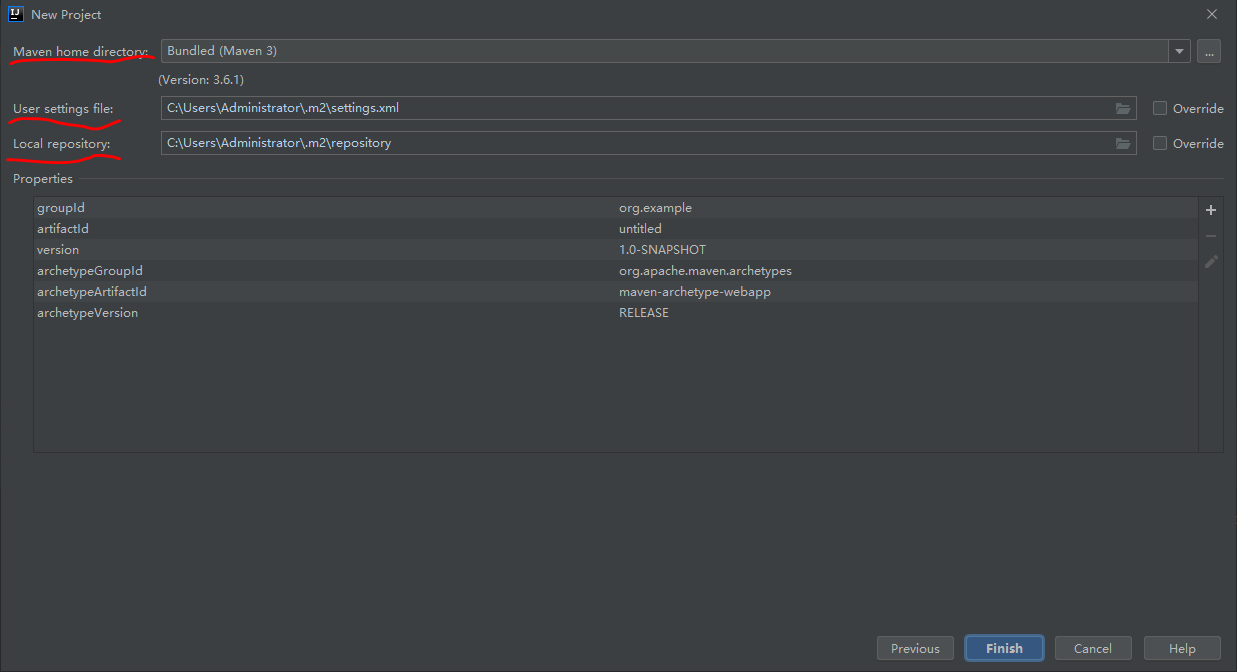 New Project
Maven home directory: Bundled (Maven 3) ...
(Version: 3.6.1)
User settings file: C:\Users\Administrator\.m2\settings.xml Override
Local repository: C:\Users\Administrator\.m2\repository Override
Properties
groupId org.example
artifactId untitled
version 1.0-SNAPSHOT
archetypeGroupId org.apache.maven.archetypes
archetypeArtifactId maven-archetype-webapp
archetypeVersion RELEASE
Previous Finish Cancel Help